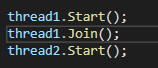 thread1.Start();
thread1.Join();
thread2.Start();